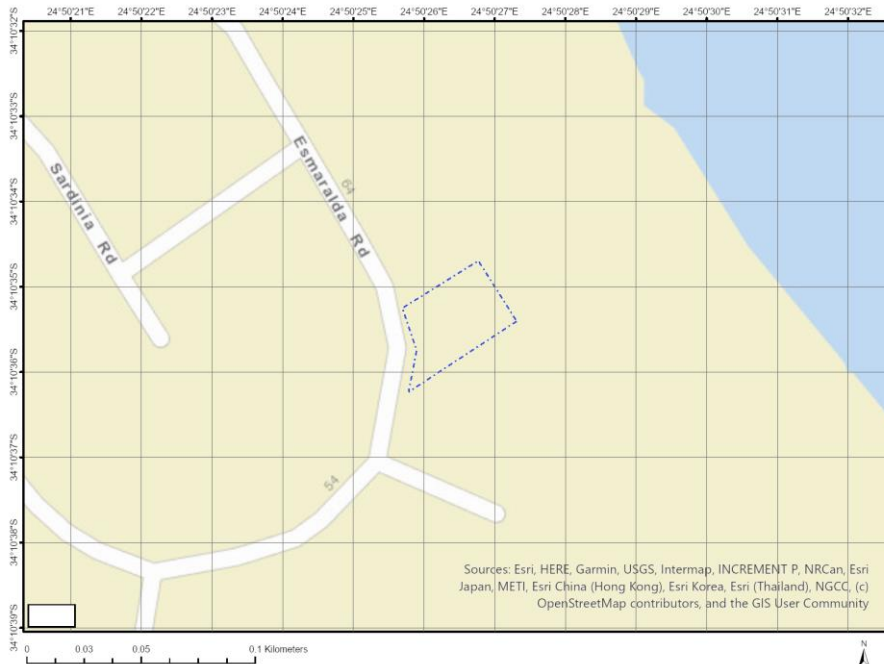 24°50'21"E 24°50'22"E 24°50'23"E 24°50'24"E 24°50'25"E 24°50'26"E 24°50'27"E 24°50'28"E 24°50'29"E 24°50'30"E 24°50'31"E 24°50'32"E
34°10'32"S
34°10'33"S
34°10'34"S
34°10'35"S
34°10'36"S
34°10'37"S
34°10'38"S
34°10'39"S
Sardinia Rd
Esmaralda Rd
64
54
Sources: Esri, HERE, Garmin, USGS, Intermap, INCREMENT P, NRCan, Esri
Japan, METI, Esri China (Hong Kong), Esri Korea, Esri (Thailand), NGCC, (c)
OpenStreetMap contributors, and the GIS User Community
0 0.03 0.05 0.1 Kilometers
N